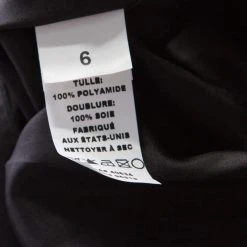 6
TULLE:
100% POLYAMIDE
DOUBLURE:
100% SOIE
FABRIQUÉ
AUX ÉTATS-UNIS
NETTOYER À SEC